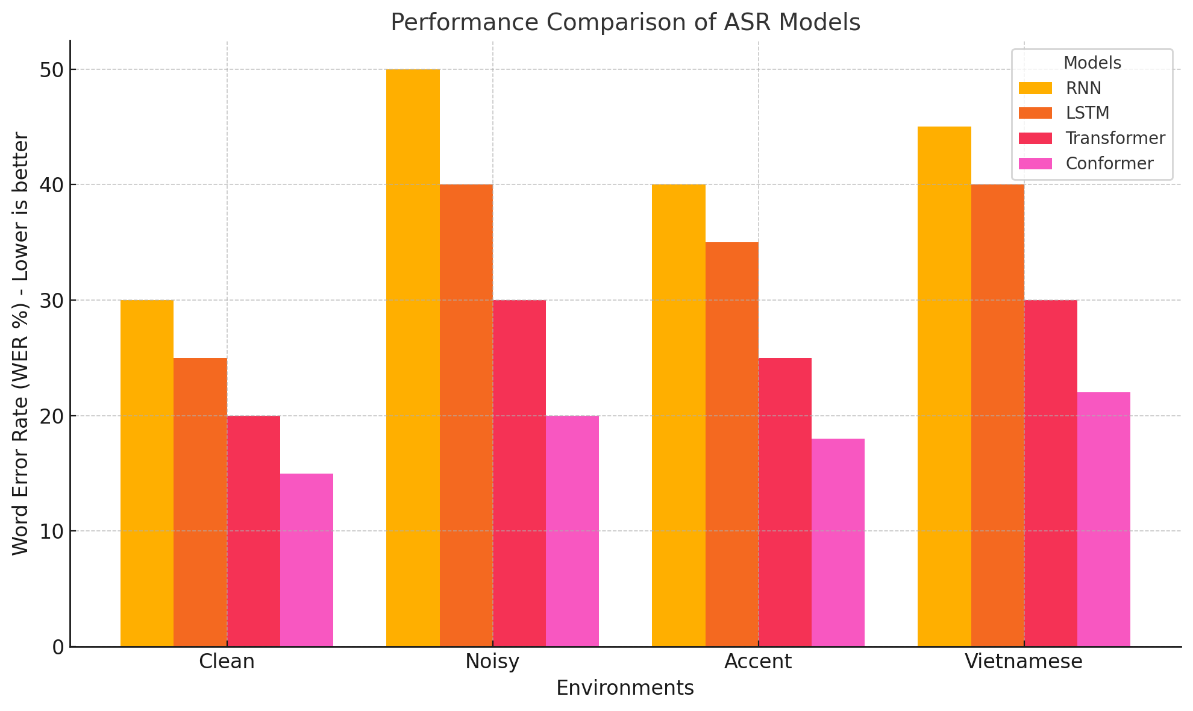 Performance Comparison of ASR Models
Models
RNN
LSTM
Transformer
Conformer
Word Error Rate (WER %) - Lower is better
50
40
30
20
10
0
Clean Noisy Accent Vietnamese
Environments